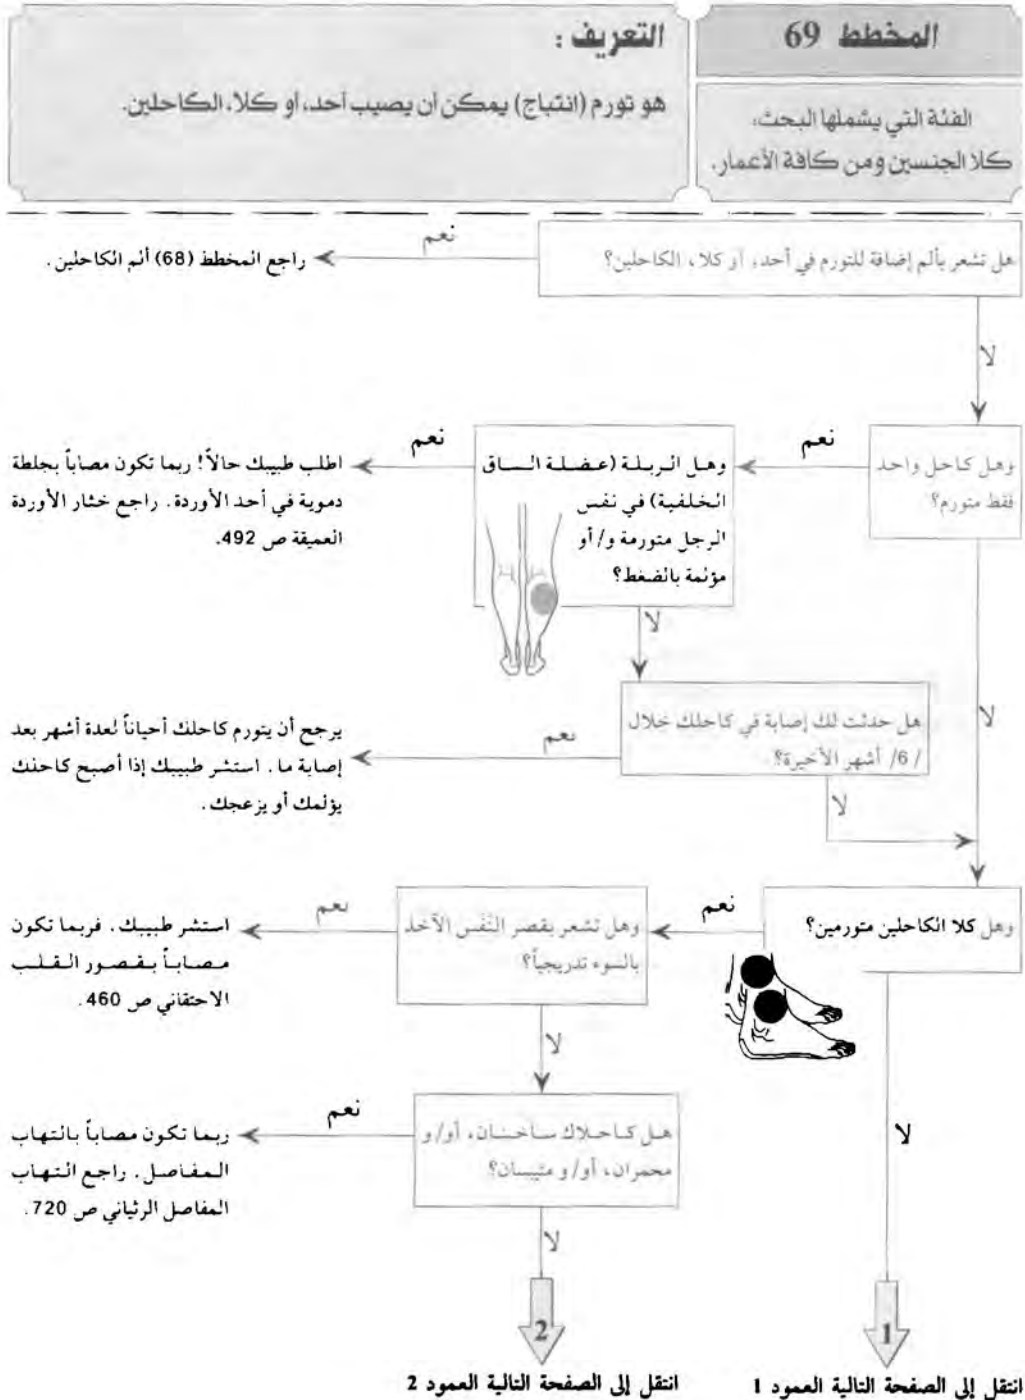 المخطط 69
الفئة التي يشملها البحث،
كلا الجنسين ومن كافة الأعمار.
التعريف :
هو تورم (انتباج) يمكن أن يصيب أحد، أو كلا، الكاحلين.
هل تشعر بألم إضافة للتورم في أحد، أو كلا، الكاحلين؟
نعم
راجع المخطط (68) ألم الكاحلين.
لا
وهل كاحل واحد
فقط متورم؟
نعم
وهل الربلة (عضلة الساق
الخلفية) في نفس
الرجل متورمة و/ أو
مؤلمة بالضغط؟
نعم
اطلب طبيبك حالاً! ربما تكون مصاباً بجلطة
دموية في أحد الأوردة. راجع خثار الأوردة
العميقة ص 492.
لا
لا
هل حدثت لك إصابة في كاحلك خلال
/ 6/ أشهر الأخيرة؟
نعم
يرجح أن يتورم كاحلك أحياناً لعدة أشهر بعد
إصابة ما. استشر طبيبك إذا أصبح كاحلك
يؤلمك أو يزعجك.
لا
وهل كلا الكاحلين متورمين؟
نعم
وهل تشعر بقصر النَّفس الآخذ
بالسوء تدريجياً؟
نعم
استشر طبيبك. فربما تكون
مصاباً بقصور القلب
الاحتقاني ص 460.
لا
لا
هل كاحلاك ساخنان، أو/ و
محمران، أو/ و متيبسان؟
نعم
ربما تكون مصاباً بالتهاب
المفاصل. راجع التهاب
المفاصل الرثياني ص 720.
لا
1
2
انتقل إلى الصفحة التالية العمود 1
انتقل إلى الصفحة التالية العمود 2